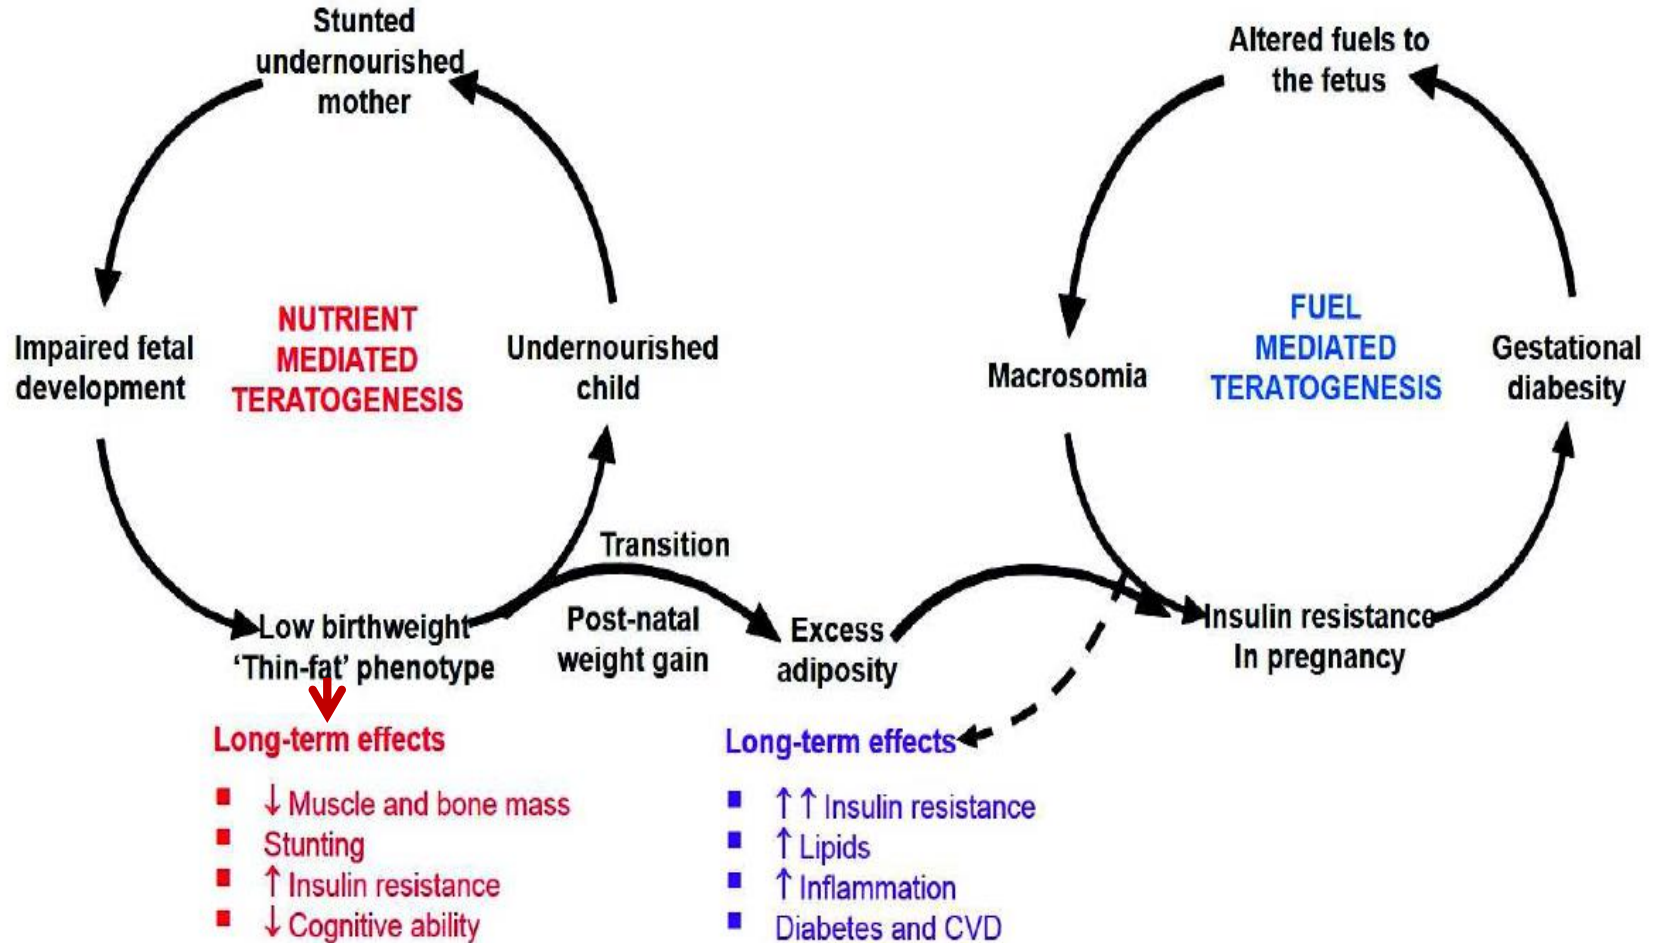 Stunted
undernourished
mother
Impaired fetal
development
NUTRIENT
MEDIATED
TERATOGENESIS
Undernourished
child
Low birthweight
‘Thin-fat’ phenotype
Transition
Post-natal
weight gain
Excess
adiposity
Altered fuels to
the fetus
Macrosomia
FUEL
MEDIATED
TERATOGENESIS
Gestational
diabesity
Insulin resistance
In pregnancy
Long-term effects
■ ↓ Muscle and bone mass
■ Stunting
■ ↑ Insulin resistance
■ ↓ Cognitive ability
Long-term effects
■ ↑↑ Insulin resistance
■ ↑ Lipids
■ ↑ Inflammation
■ Diabetes and CVD